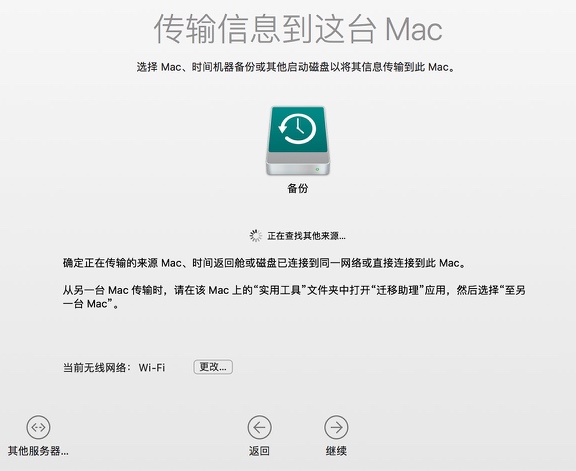 传输信息到这台 Mac
选择 Mac、时间机器备份或其他启动磁盘以将其信息传输到此 Mac。
备份
正在查找其他来源...
确定正在传输的来源 Mac、时间返回舱或磁盘已连接到同一网络或直接连接到此 Mac。
从另一台 Mac 传输时，请在该 Mac 上的“实用工具”文件夹中打开“迁移助理”应用，然后选择“至另
一台 Mac”。
当前无线网络： Wi-Fi 更改...
其他服务器... 返回 继续